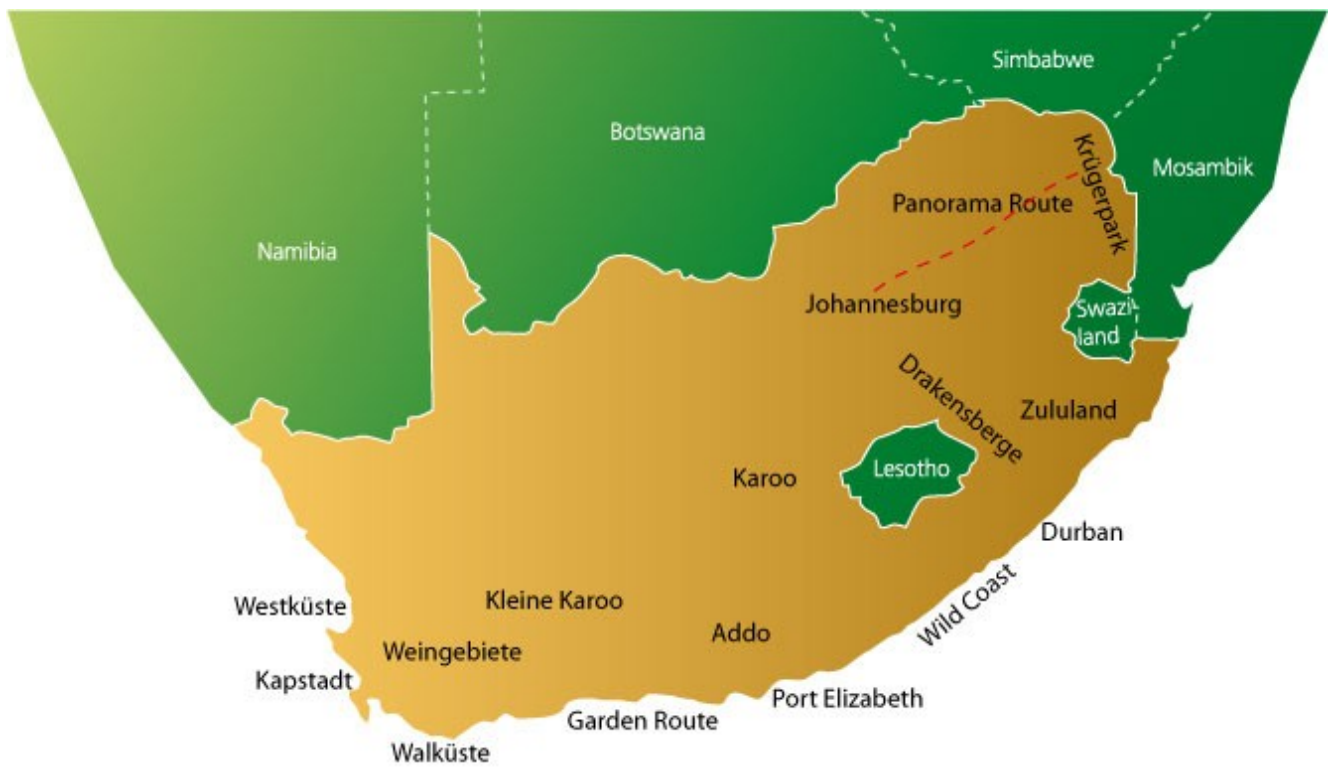 Simbabwe
Botswana
Mosambik
Krügerpark
Panorama Route
Namibia
Johannesburg
Swazi
land
Drakensberge
Zululand
Karoo
Lesotho
Durban
Westküste
Kleine Karoo
Wild Coast
Addo
Weingebiete
Kapstadt
Port Elizabeth
Garden Route
Walküste